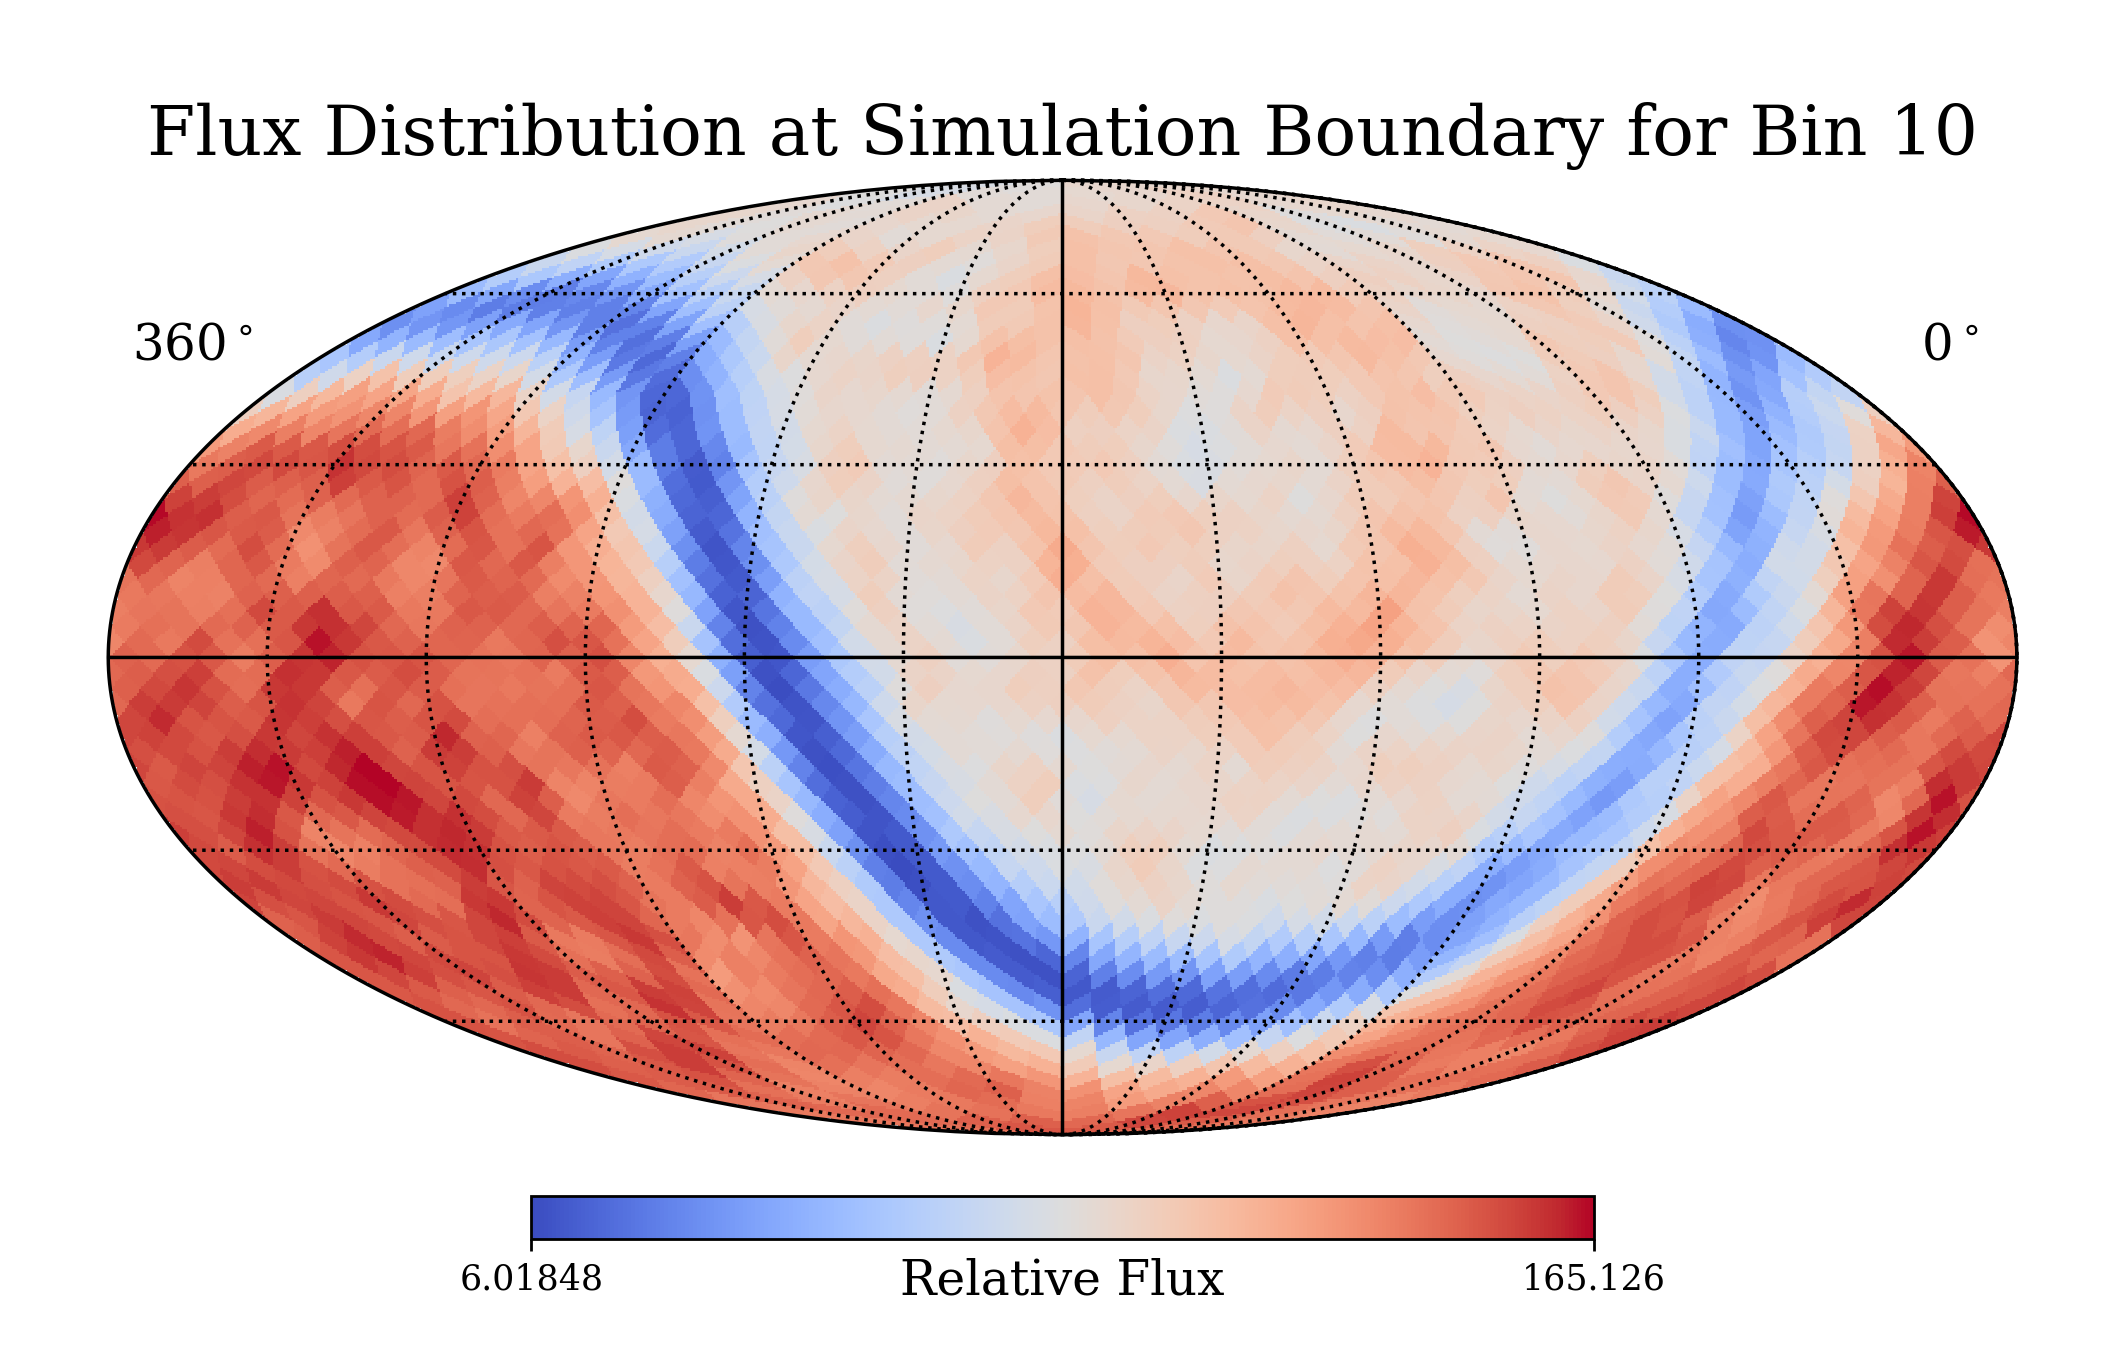 Flux Distribution at Simulation Boundary for Bin 10
360°
0°
6.01848
Relative Flux
165.126